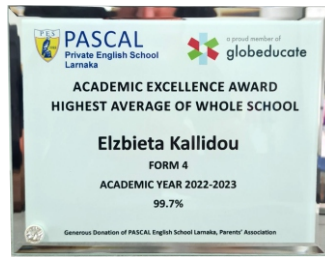 P.E.S
PASCAL
Private English School
Larnaka
a proud member of
globeducate
ACADEMIC EXCELLENCE AWARD
HIGHEST AVERAGE OF WHOLE SCHOOL
Elzbieta Kallidou
FORM 4
ACADEMIC YEAR 2022-2023
99.7%
Generous Donation of PASCAL English School Larnaka, Parents' Association